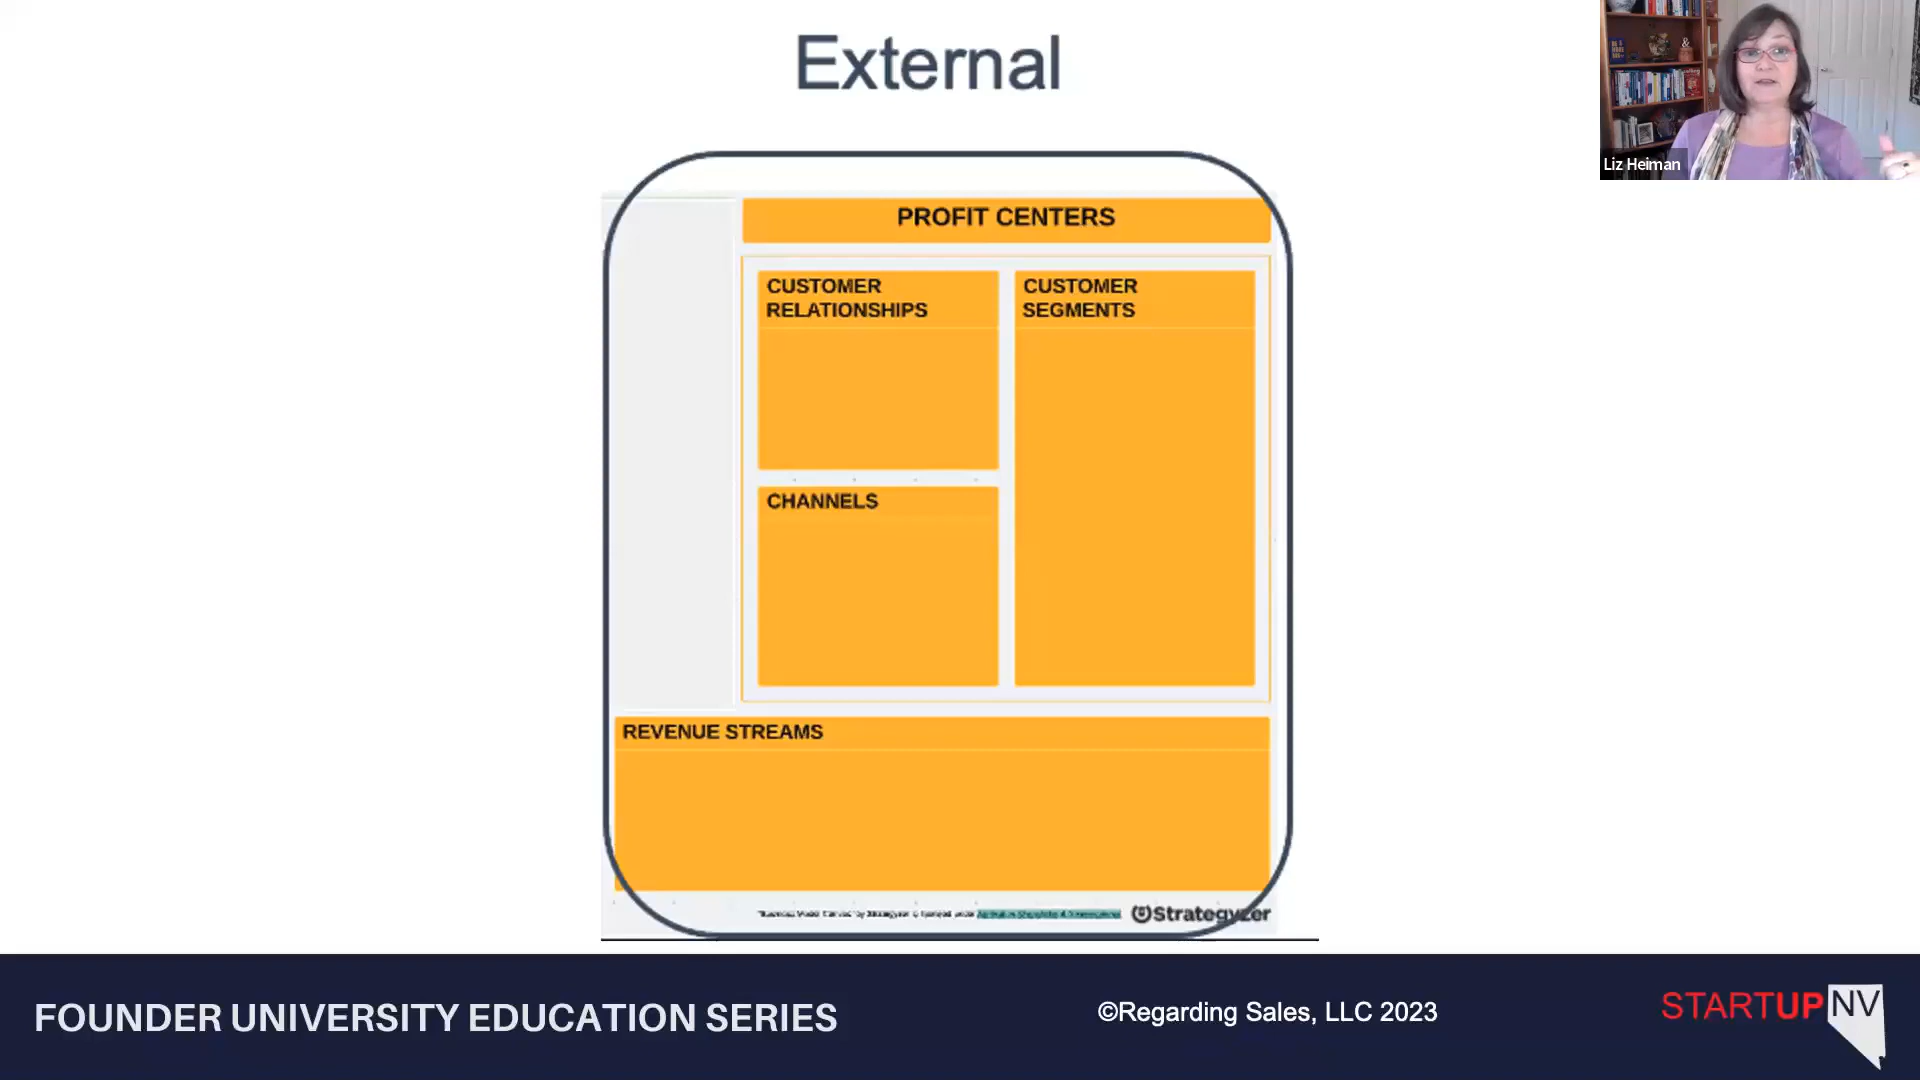 External
Liz Heiman
PROFIT CENTERS
CUSTOMER
RELATIONSHIPS
CUSTOMER
SEGMENTS
CHANNELS
REVENUE STREAMS
Strategyzer
FOUNDER UNIVERSITY EDUCATION SERIES
©Regarding Sales, LLC 2023
STARTUPNV